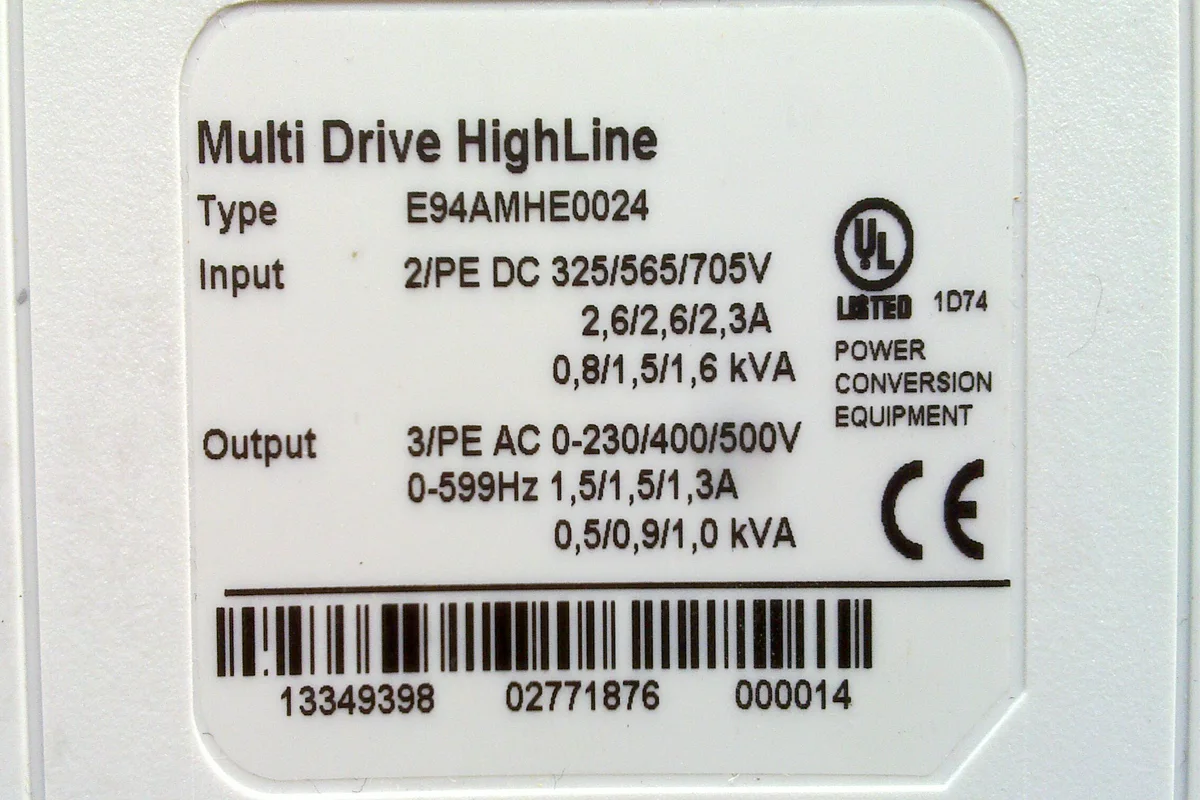 Multi Drive HighLine
Type E94AMHE0024
Input 2/PE DC 325/565/705V
2,6/2,6/2,3A
0,8/1,5/1,6 kVA
Output 3/PE AC 0-230/400/500V
0-599Hz 1,5/1,5/1,3A
0,5/0,9/1,0 kVA
UL
LISTED 1D74
POWER
CONVERSION
EQUIPMENT
CE
13349398 02771876 000014